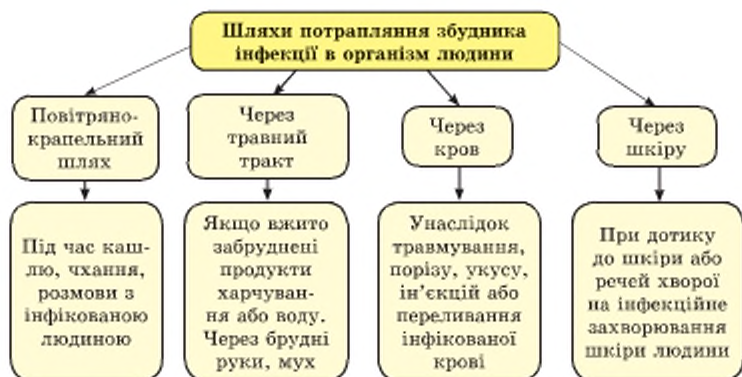 Шляхи потрапляння збудника
інфекції в організм людини
Повітряно-
крапельний
шлях
Через
травний
тракт
Через
кров
Через
шкіру
Під час каш-
лю, чхання,
розмови з
інфікованою
людиною
Якщо вжито
забруднені
продукти
харчуван-
ня або воду.
Через брудні
руки, мух
Унаслідок
травмування,
порізу, укусу,
ін’єкцій або
переливання
інфікованої
крові
При дотику
до шкіри або
речей хворої
на інфекційне
захворювання
шкіри людини